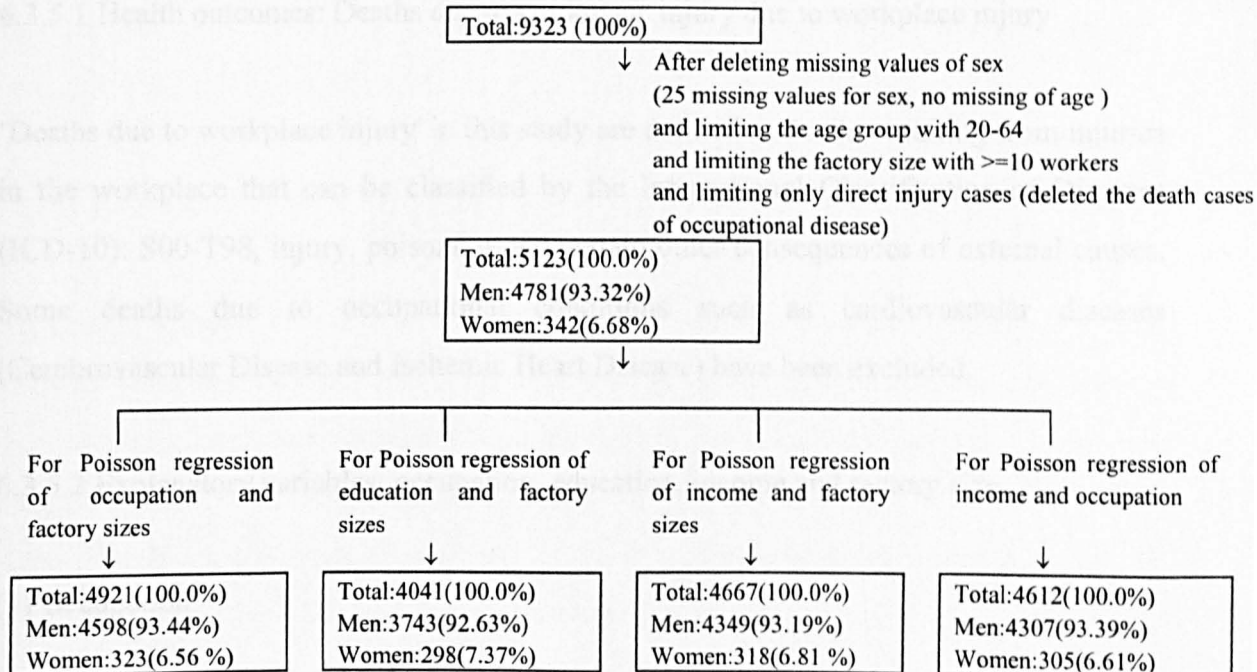 Total:9323 (100%)
After deleting missing values of sex
(25 missing values for sex, no missing of age )
and limiting the age group with 20-64
and limiting the factory size with >=10 workers
and limiting only direct injury cases (deleted the death cases
of occupational disease)
Total:5123(100.0%)
Men:4781(93.32%)
Women:342(6.68%)
For Poisson regression
of occupation and
factory sizes
Total:4921(100.0%)
Men:4598(93.44%)
Women:323(6.56 %)
For Poisson regression of
education and factory
sizes
Total:4041(100.0%)
Men:3743(92.63%)
Women:298(7.37%)
For Poisson regression
of income and factory
sizes
Total:4667(100.0%)
Men:4349(93.19%)
Women:318(6.81 %)
For Poisson regression of
income and occupation
Total:4612(100.0%)
Men:4307(93.39%)
Women:305(6.61%)